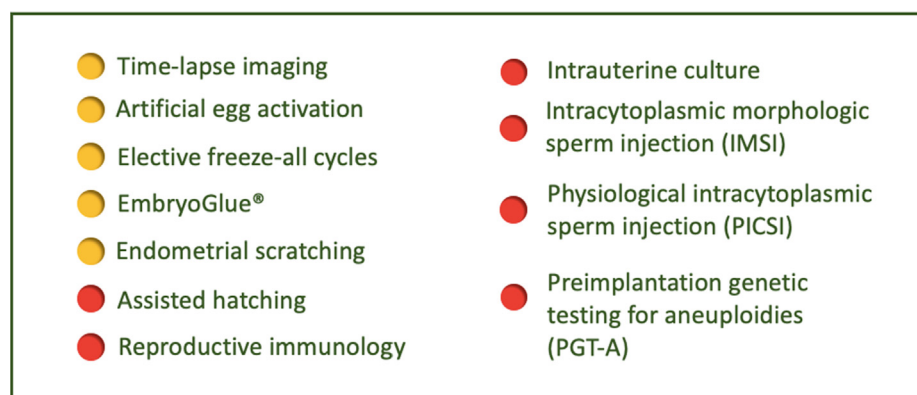 Time-lapse imaging
Artificial egg activation
Elective freeze-all cycles
EmbryoGlue®
Endometrial scratching
Assisted hatching
Reproductive immunology
Intrauterine culture
Intracytoplasmic morphologic
sperm injection (IMSI)
Physiological intracytoplasmic
sperm injection (PICSI)
Preimplantation genetic
testing for aneuploidies
(PGT-A)